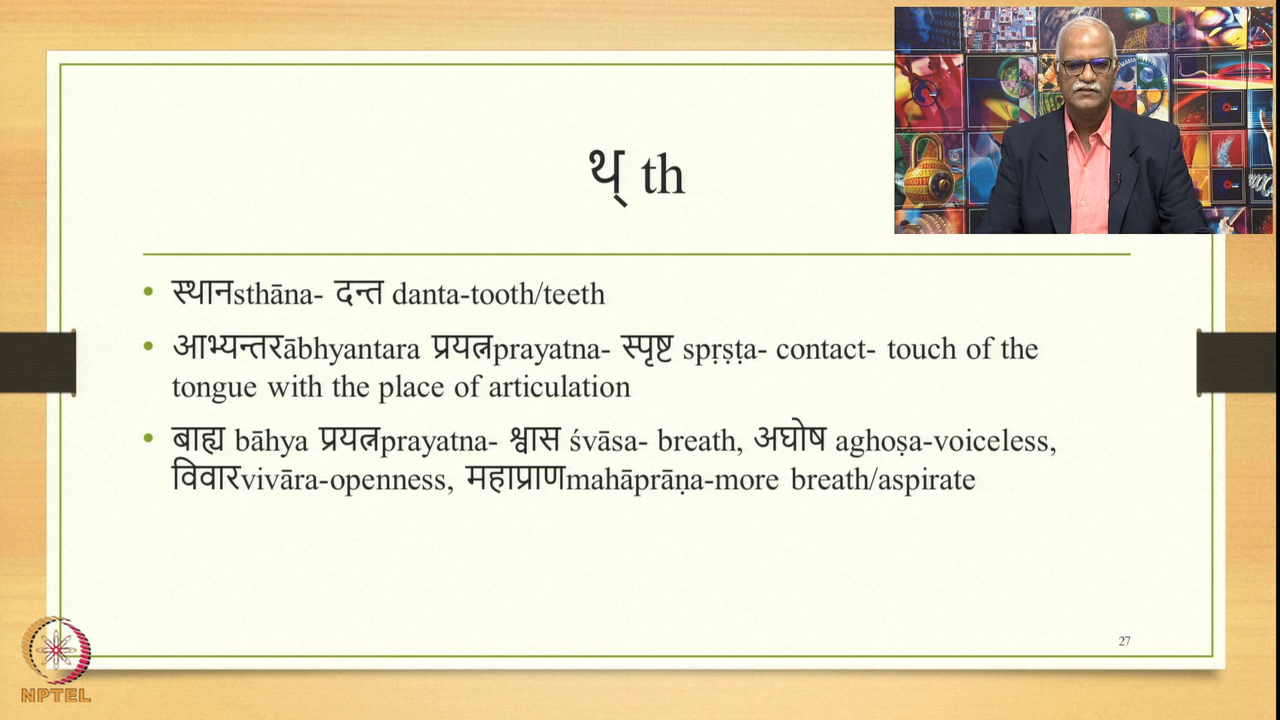 थ् th
स्थानsthāna- दन्त danta-tooth/teeth
आभ्यन्तरābhyantara प्रयत्नprayatna- स्पृष्ट spṛṣṭa- contact- touch of the
tongue with the place of articulation
बाह्य bāhya प्रयत्नprayatna- श्वास śvāsa- breath, अघोष aghoṣa-voiceless,
विवारvivāra-openness, महाप्राणmahāprāṇa-more breath/aspirate
27
NPTEL